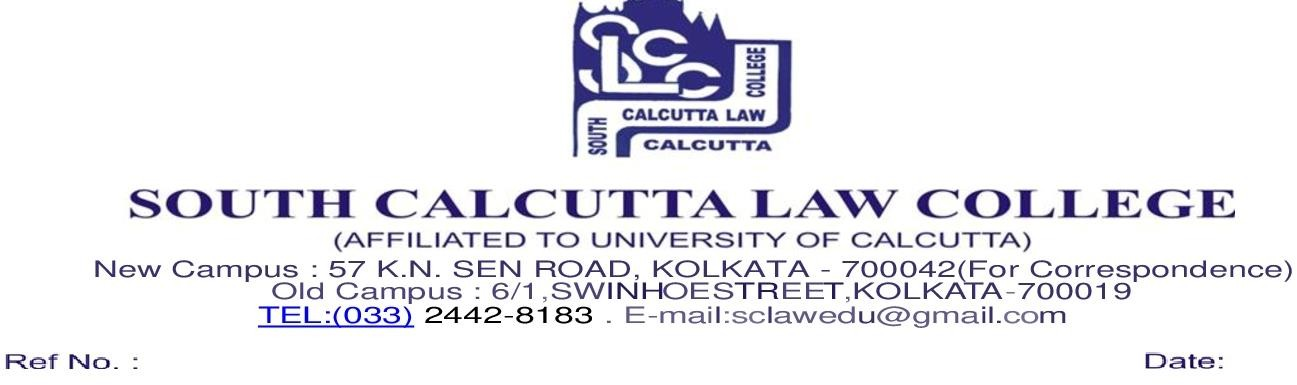 SLCC
COLLEGE
SOUTH
CALCUTTA LAW
CALCUTTA
SOUTH CALCUTTA LAW COLLEGE
(AFFILIATED TO UNIVERSITY OF CALCUTTA)
New Campus : 57 K.N. SEN ROAD, KOLKATA - 700042(For Correspondence)
Old Campus : 6/1,SWINHOESTREET,KOLKATA-700019
TEL:(033) 2442-8183 . E-mail:sclawedu@gmail.com
Ref No. : Date: